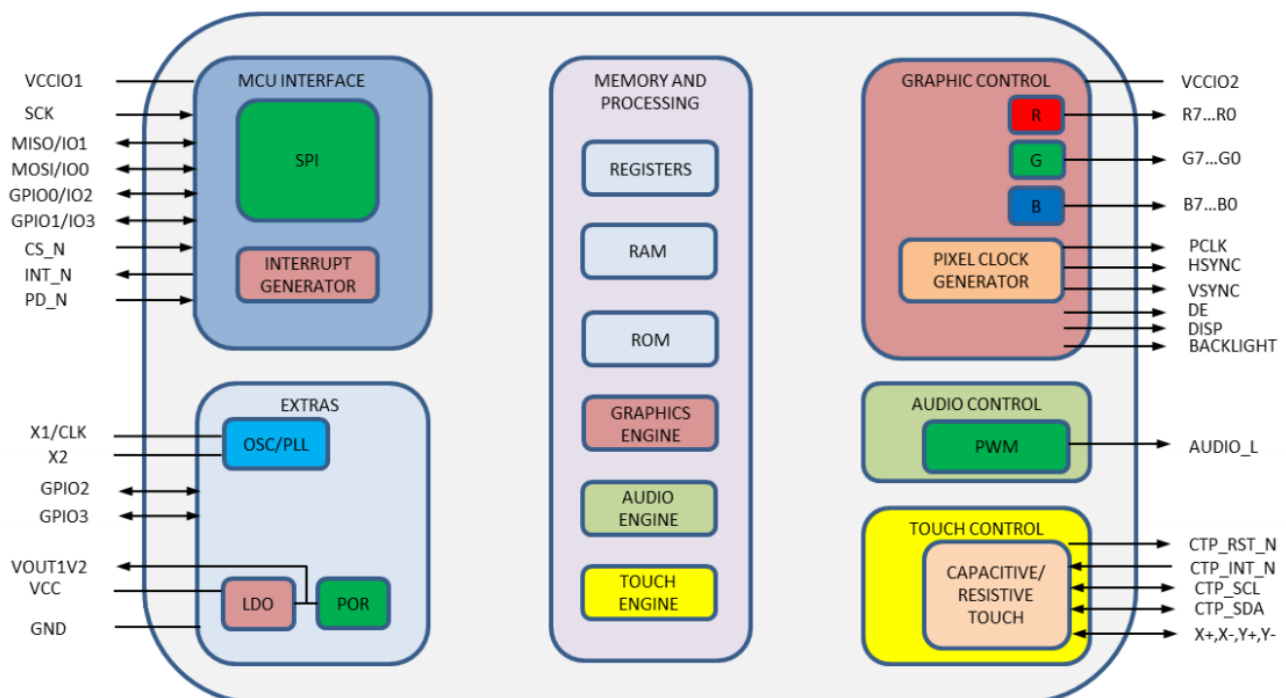 VCCIO1
SCK
MISO/IO1
MOSI/IO0
GPIO0/IO2
GPIO1/IO3
CS_N
INT_N
PD_N
MCU INTERFACE
SPI
INTERRUPT
GENERATOR
X1/CLK
X2
GPIO2
GPIO3
VOUT1V2
VCC
GND
EXTRAS
OSC/PLL
LDO
POR
MEMORY AND
PROCESSING
REGISTERS
RAM
ROM
GRAPHICS
ENGINE
AUDIO
ENGINE
TOUCH
ENGINE
GRAPHIC CONTROL
R
G
B
PIXEL CLOCK
GENERATOR
VCCIO2
R7...R0
G7...G0
B7...B0
PCLK
HSYNC
VSYNC
DE
DISP
BACKLIGHT
AUDIO CONTROL
PWM
AUDIO_L
TOUCH CONTROL
CAPACITIVE/
RESISTIVE
TOUCH
CTP_RST_N
CTP_INT_N
CTP_SCL
CTP_SDA
X+,X-,Y+,Y-